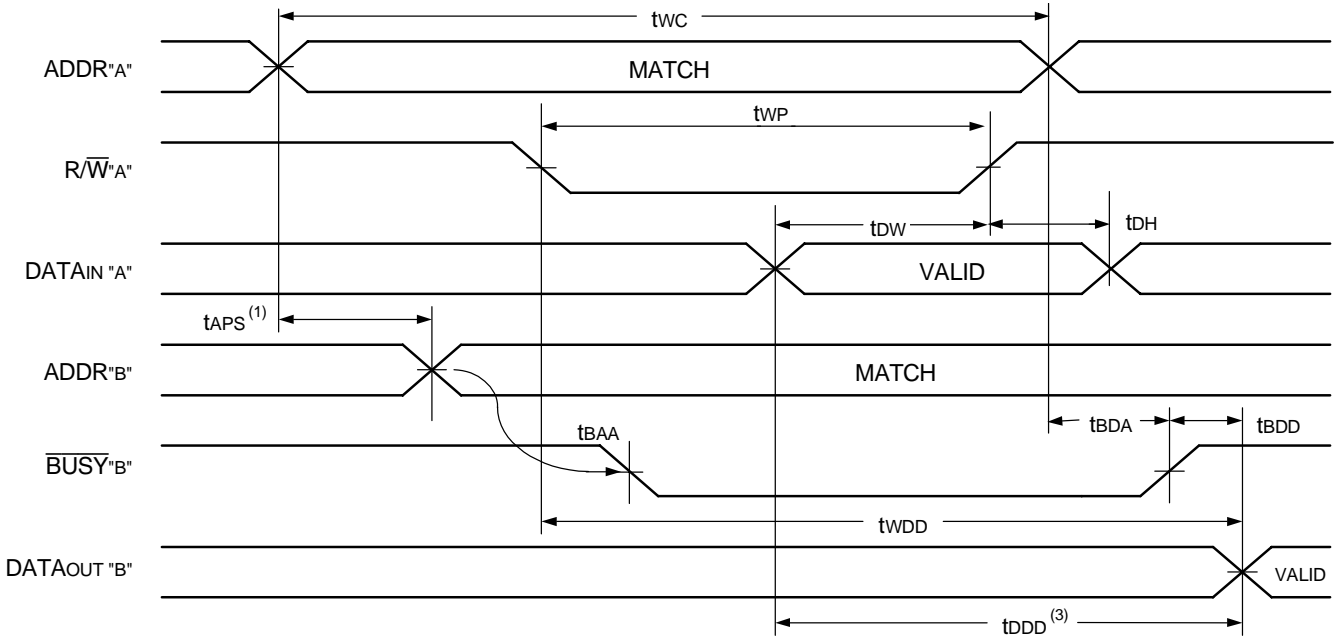 tWC
ADDR"A"
MATCH
tWP
R/W̅"A"
tDW
tDH
DATAIN "A"
VALID
tAPS (1)
ADDR"B"
MATCH
tBAA
tBDA
tBDD
B̅U̅S̅Y̅"B"
tWDD
DATAOUT "B"
VALID
tDDD (3)